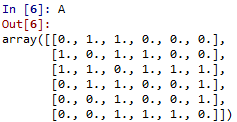 In [6]: A
Out[6]:
array([[0., 1., 1., 0., 0., 0.],
[1., 0., 1., 1., 0., 0.],
[1., 1., 0., 1., 1., 1.],
[0., 1., 1., 0., 1., 1.],
[0., 0., 1., 1., 0., 1.],
[0., 0., 1., 1., 1., 0.]])